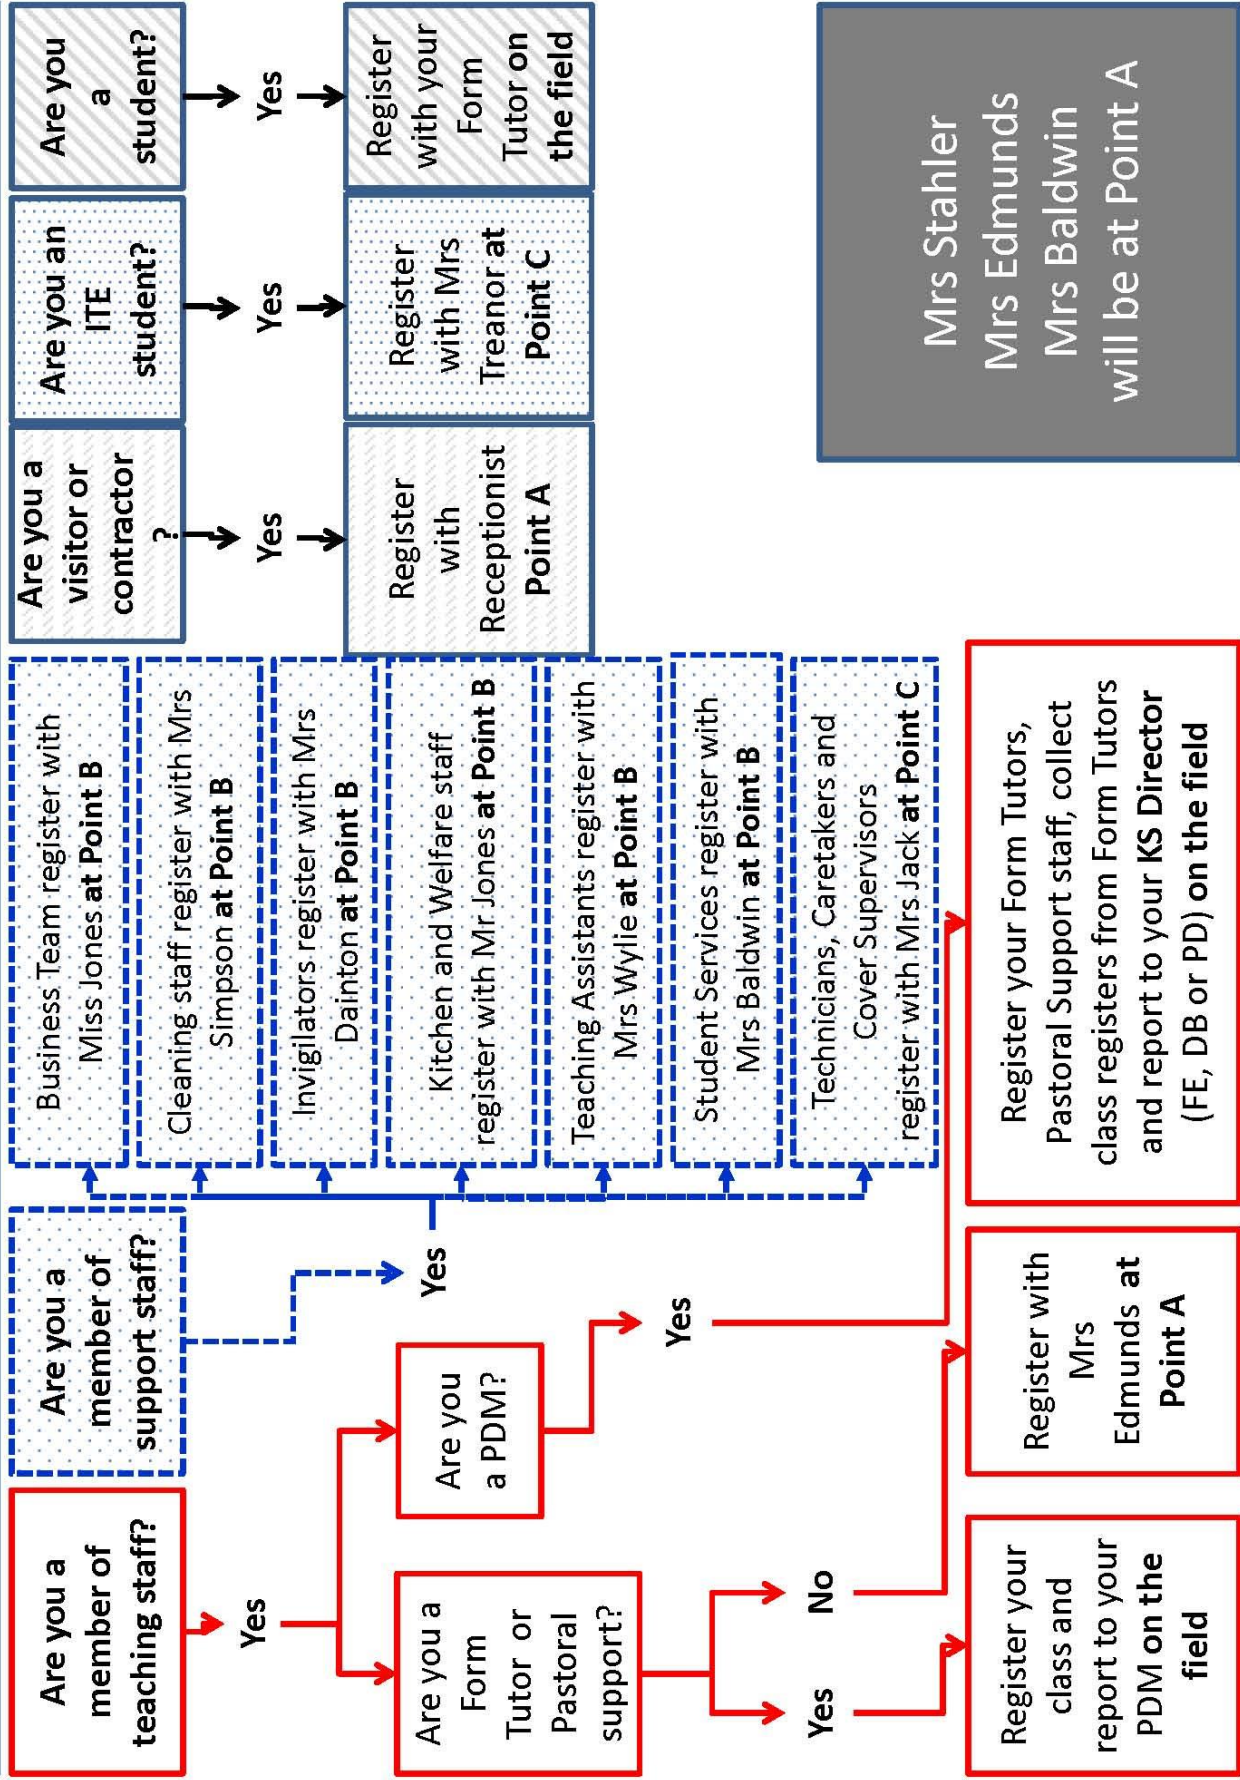 Are you a
member of
teaching staff?
Yes
Are you a
Form
Tutor or
Pastoral
support?
Yes
No
Register your
class and
report to your
PDM on the
field
Register with
Mrs
Edmunds at
Point A
Are you
a PDM?
Yes
Register your Form Tutors,
Pastoral Support staff, collect
class registers from Form Tutors
and report to your KS Director
(FE, DB or PD) on the field
Are you a
member of
support staff?
Yes
Business Team register with
Miss Jones at Point B
Cleaning staff register with Mrs
Simpson at Point B
Invigilators register with Mrs
Dainton at Point B
Kitchen and Welfare staff
register with Mr Jones at Point B
Teaching Assistants register with
Mrs Wylie at Point B
Student Services register with
Mrs Baldwin at Point B
Technicians, Caretakers and
Cover Supervisors
register with Mrs Jack at Point C
Are you a
visitor or
contractor
?
Yes
Register
with
Receptionist
Point A
Are you an
ITE
student?
Yes
Register
with Mrs
Treanor at
Point C
Are you
a
student?
Yes
Register
with your
Form
Tutor on
the field
Mrs Stahler
Mrs Edmunds
Mrs Baldwin
will be at Point A